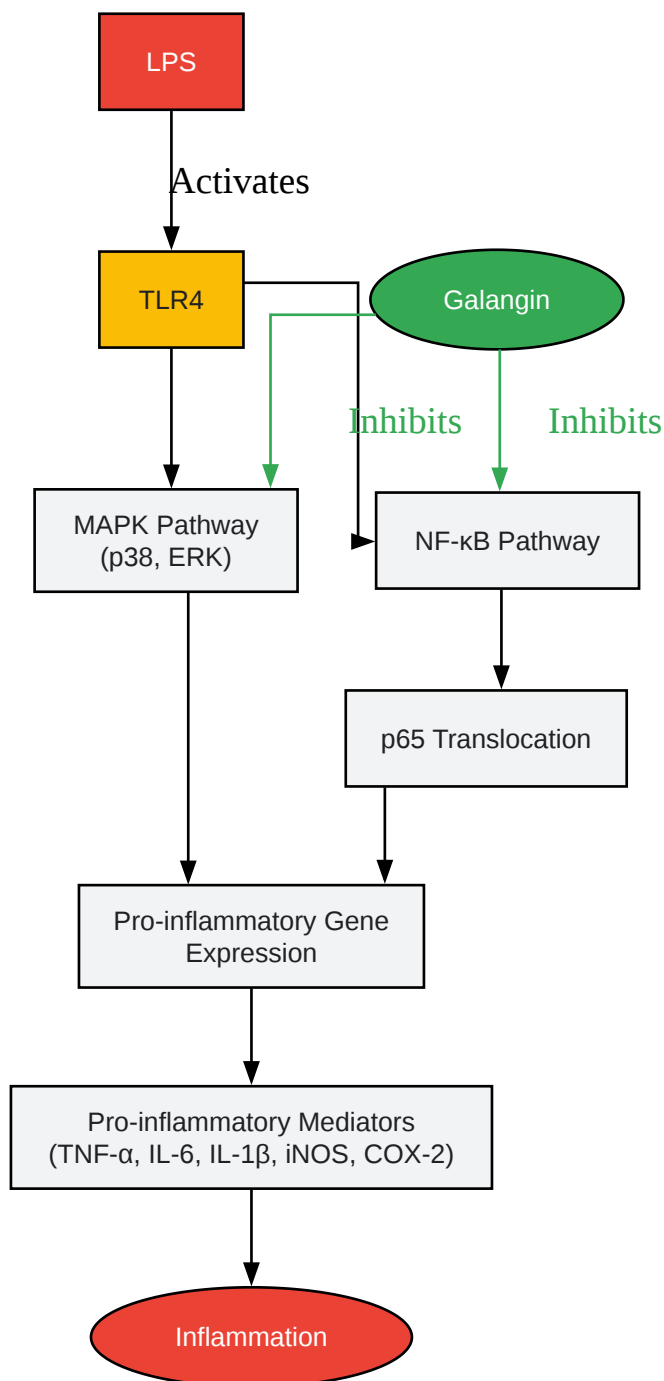 LPS
Activates
TLR4
Galangin
Inhibits
Inhibits
MAPK Pathway
(p38, ERK)
NF-κB Pathway
p65 Translocation
Pro-inflammatory Gene
Expression
Pro-inflammatory Mediators
(TNF-α, IL-6, IL-1β, iNOS, COX-2)
Inflammation